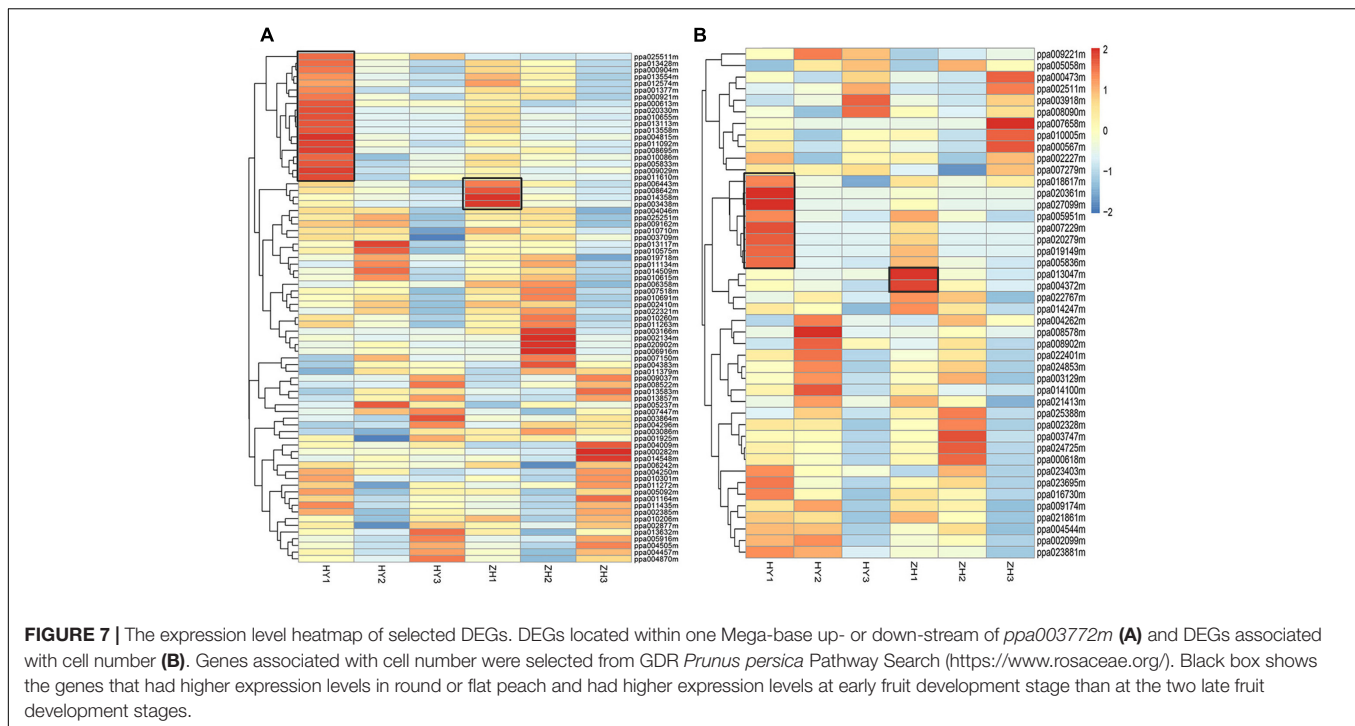 A
ppa025511m
ppa013428m
ppa000904m
ppa013554m
ppa012574m
ppa001377m
ppa000921m
ppa000613m
ppa020330m
ppa010655m
ppa013113m
ppa013558m
ppa004815m
ppa011092m
ppa008695m
ppa010086m
ppa005833m
ppa009029m
ppa011610m
ppa006443m
ppa008642m
ppa014358m
ppa003438m
ppa004046m
ppa025251m
ppa009162m
ppa010710m
ppa003709m
ppa013117m
ppa010575m
ppa019718m
ppa011134m
ppa014509m
ppa010615m
ppa006358m
ppa007518m
ppa010691m
ppa002410m
ppa022321m
ppa010260m
ppa011263m
ppa003166m
ppa002134m
ppa020902m
ppa006916m
ppa007150m
ppa004383m
ppa011379m
ppa009037m
ppa008522m
ppa013583m
ppa013857m
ppa005237m
ppa007447m
ppa003864m
ppa004296m
ppa003086m
ppa001925m
ppa004009m
ppa000282m
ppa014548m
ppa006242m
ppa004250m
ppa010301m
ppa011272m
ppa005092m
ppa001164m
ppa011435m
ppa002385m
ppa010206m
ppa002877m
ppa013632m
ppa005916m
ppa004505m
ppa004457m
ppa004870m
HY1 HY2 HY3 ZH1 ZH2 ZH3
B
ppa009221m
ppa005058m
ppa000473m
ppa002511m
ppa003918m
ppa008090m
ppa007658m
ppa010005m
ppa000567m
ppa002227m
ppa007279m
ppa018617m
ppa020361m
ppa027099m
ppa005951m
ppa007229m
ppa020279m
ppa019149m
ppa005836m
ppa013047m
ppa004372m
ppa022767m
ppa014247m
ppa004262m
ppa008578m
ppa008902m
ppa022401m
ppa024853m
ppa003129m
ppa014100m
ppa021413m
ppa025388m
ppa002328m
ppa003747m
ppa024725m
ppa000618m
ppa023403m
ppa023695m
ppa016730m
ppa009174m
ppa021861m
ppa004544m
ppa002099m
ppa023881m
HY1 HY2 HY3 ZH1 ZH2 ZH3
2
1
0
−1
−2
FIGURE 7 | The expression level heatmap of selected DEGs. DEGs located within one Mega-base up- or down-stream of ppa003772m (A) and DEGs associated
with cell number (B). Genes associated with cell number were selected from GDR Prunus persica Pathway Search (https://www.rosaceae.org/). Black box shows
the genes that had higher expression levels in round or flat peach and had higher expression levels at early fruit development stage than at the two late fruit
development stages.